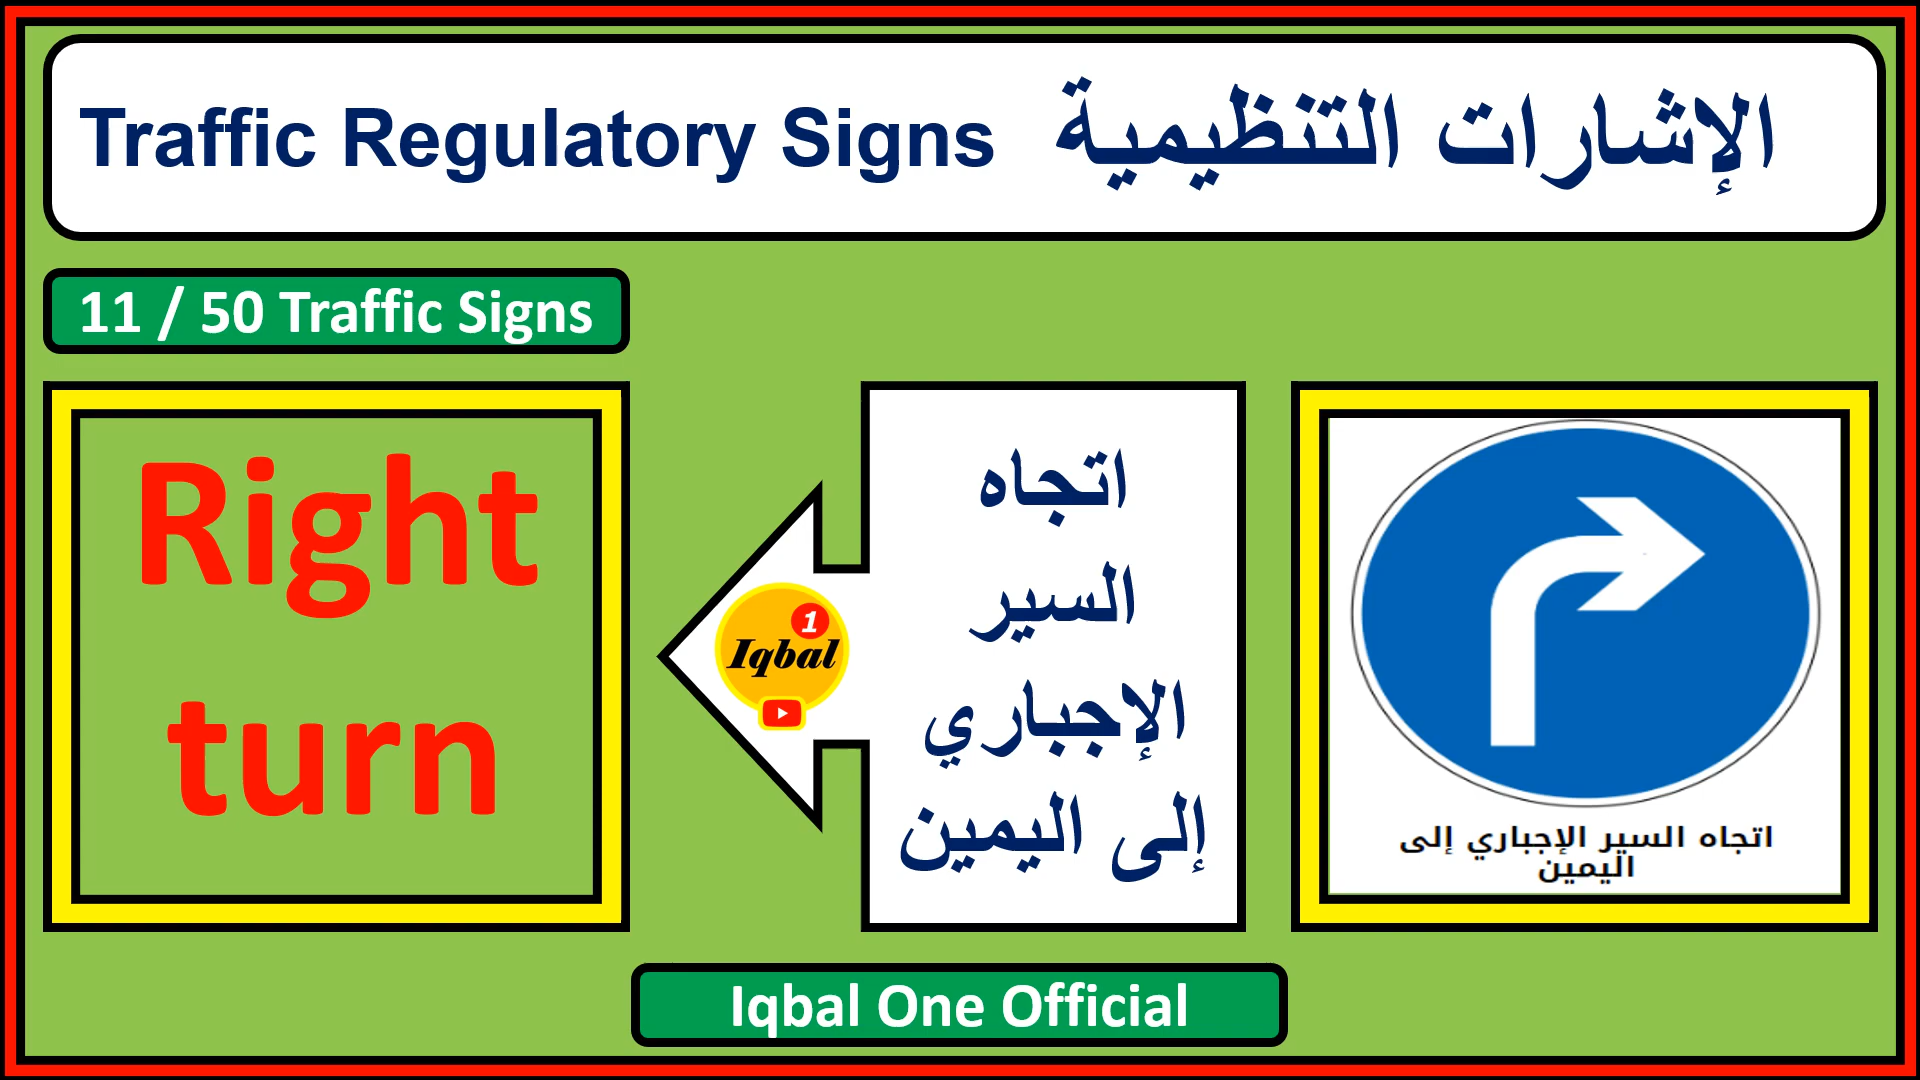 Traffic Regulatory Signs الإشارات التنظيمية
11 / 50 Traffic Signs
Right
turn
1
Iqbal
اتجاه
السير
الإجباري
إلى اليمين
اتجاه السير الإجباري إلى
اليمين
Iqbal One Official